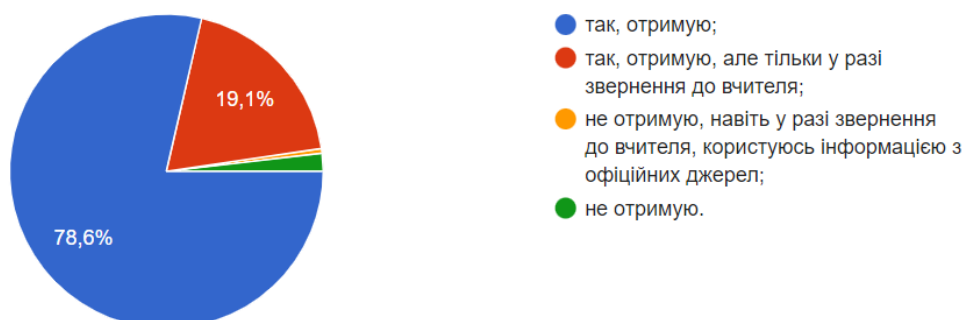 19,1%
78,6%
так, отримую;
так, отримую, але тільки у разі
звернення до вчителя;
не отримую, навіть у разі звернення
до вчителя, користуюсь інформацією з
офіційних джерел;
не отримую.